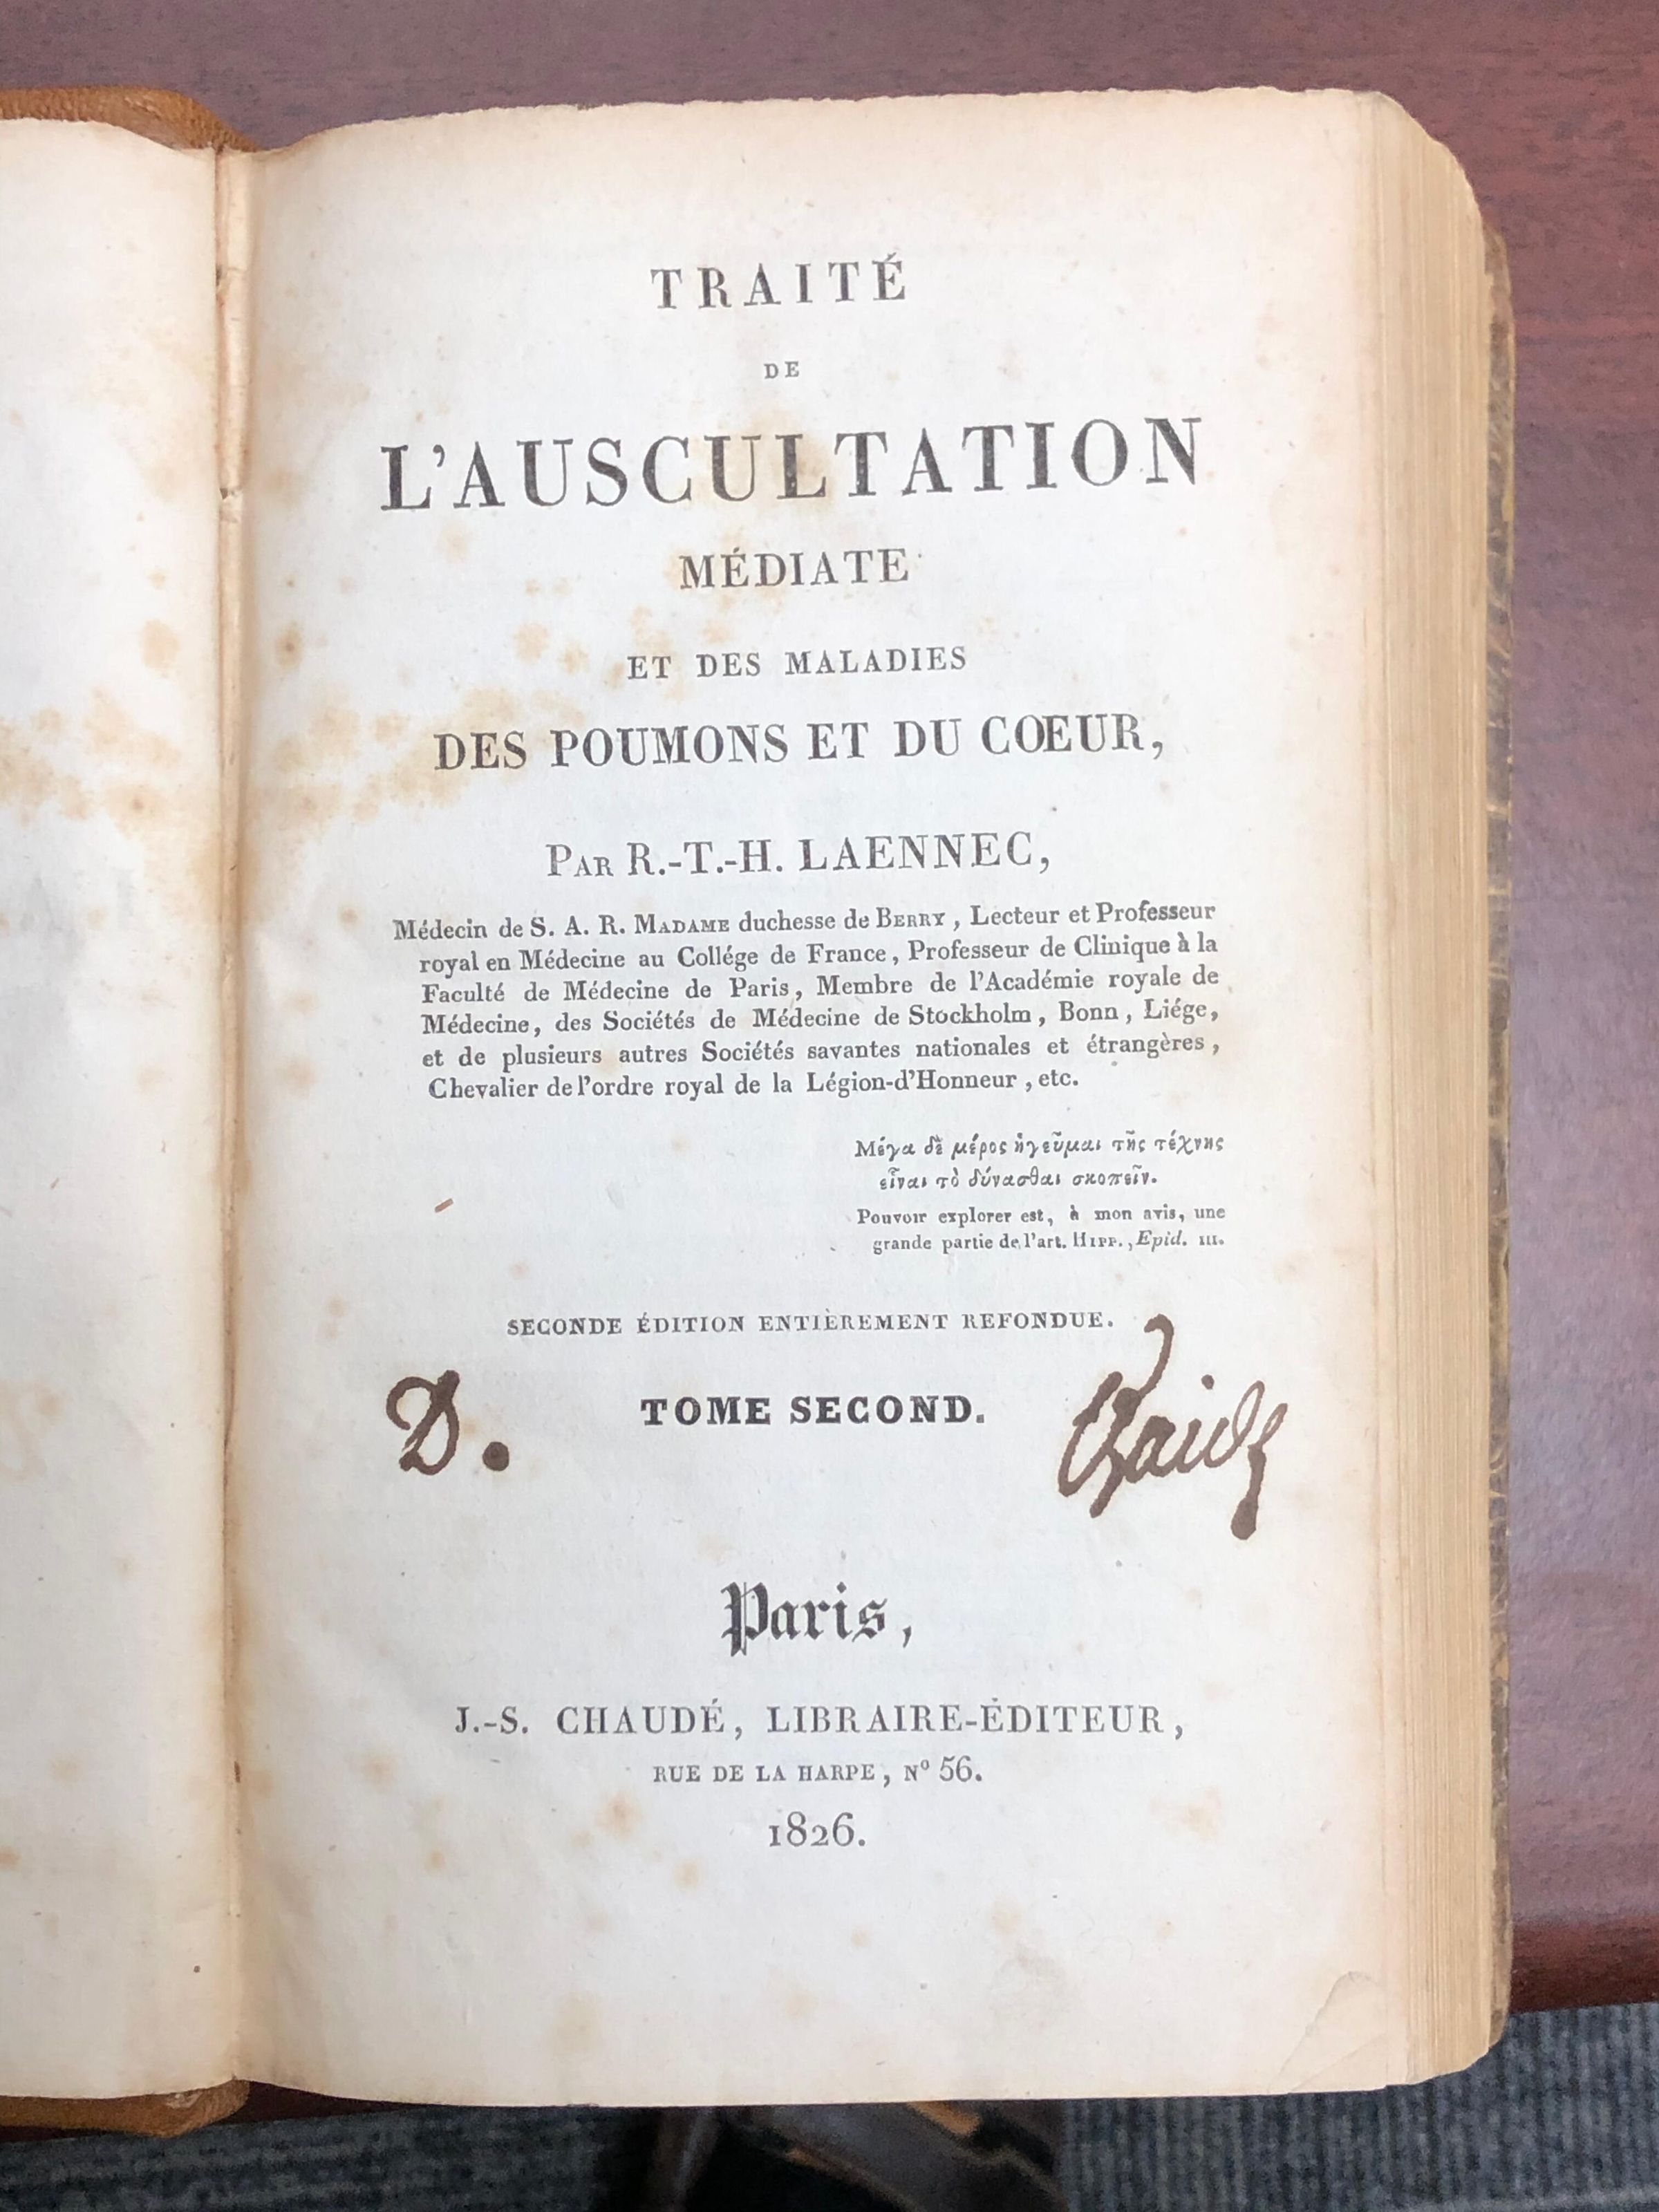 TRAITÉ
DE
L'AUSCULTATION
MÉDIATE
ET DES MALADIES
DES POUMONS ET DU CŒUR,
PAR R.-T.-H. LAENNEC,
Médecin de S. A. R. MADAME duchesse de BERRY, Lecteur et Professeur
royal en Médecine au Collége de France, Professeur de Clinique à la
Faculté de Médecine de Paris, Membre de l'Académie royale de
Médecine, des Sociétés de Médecine de Stockholm, Bonn, Liége,
et de plusieurs autres Sociétés savantes nationales et étrangères,
Chevalier de l'ordre royal de la Légion-d'Honneur, etc.
Μέγα δὲ μέρος ἡγεῦμαι τῆς τέχνης
εἶναι τὸ δύνασθαι σκοπεῖν.
Pouvoir explorer est, à mon avis, une
grande partie de l'art. HIPP., Epid. III.
SECONDE ÉDITION ENTIÈREMENT REFONDUE.
D. TOME SECOND.
Paris,
J.-S. CHAUDÉ, LIBRAIRE-ÉDITEUR,
RUE DE LA HARPE, Nº 56.
1826.